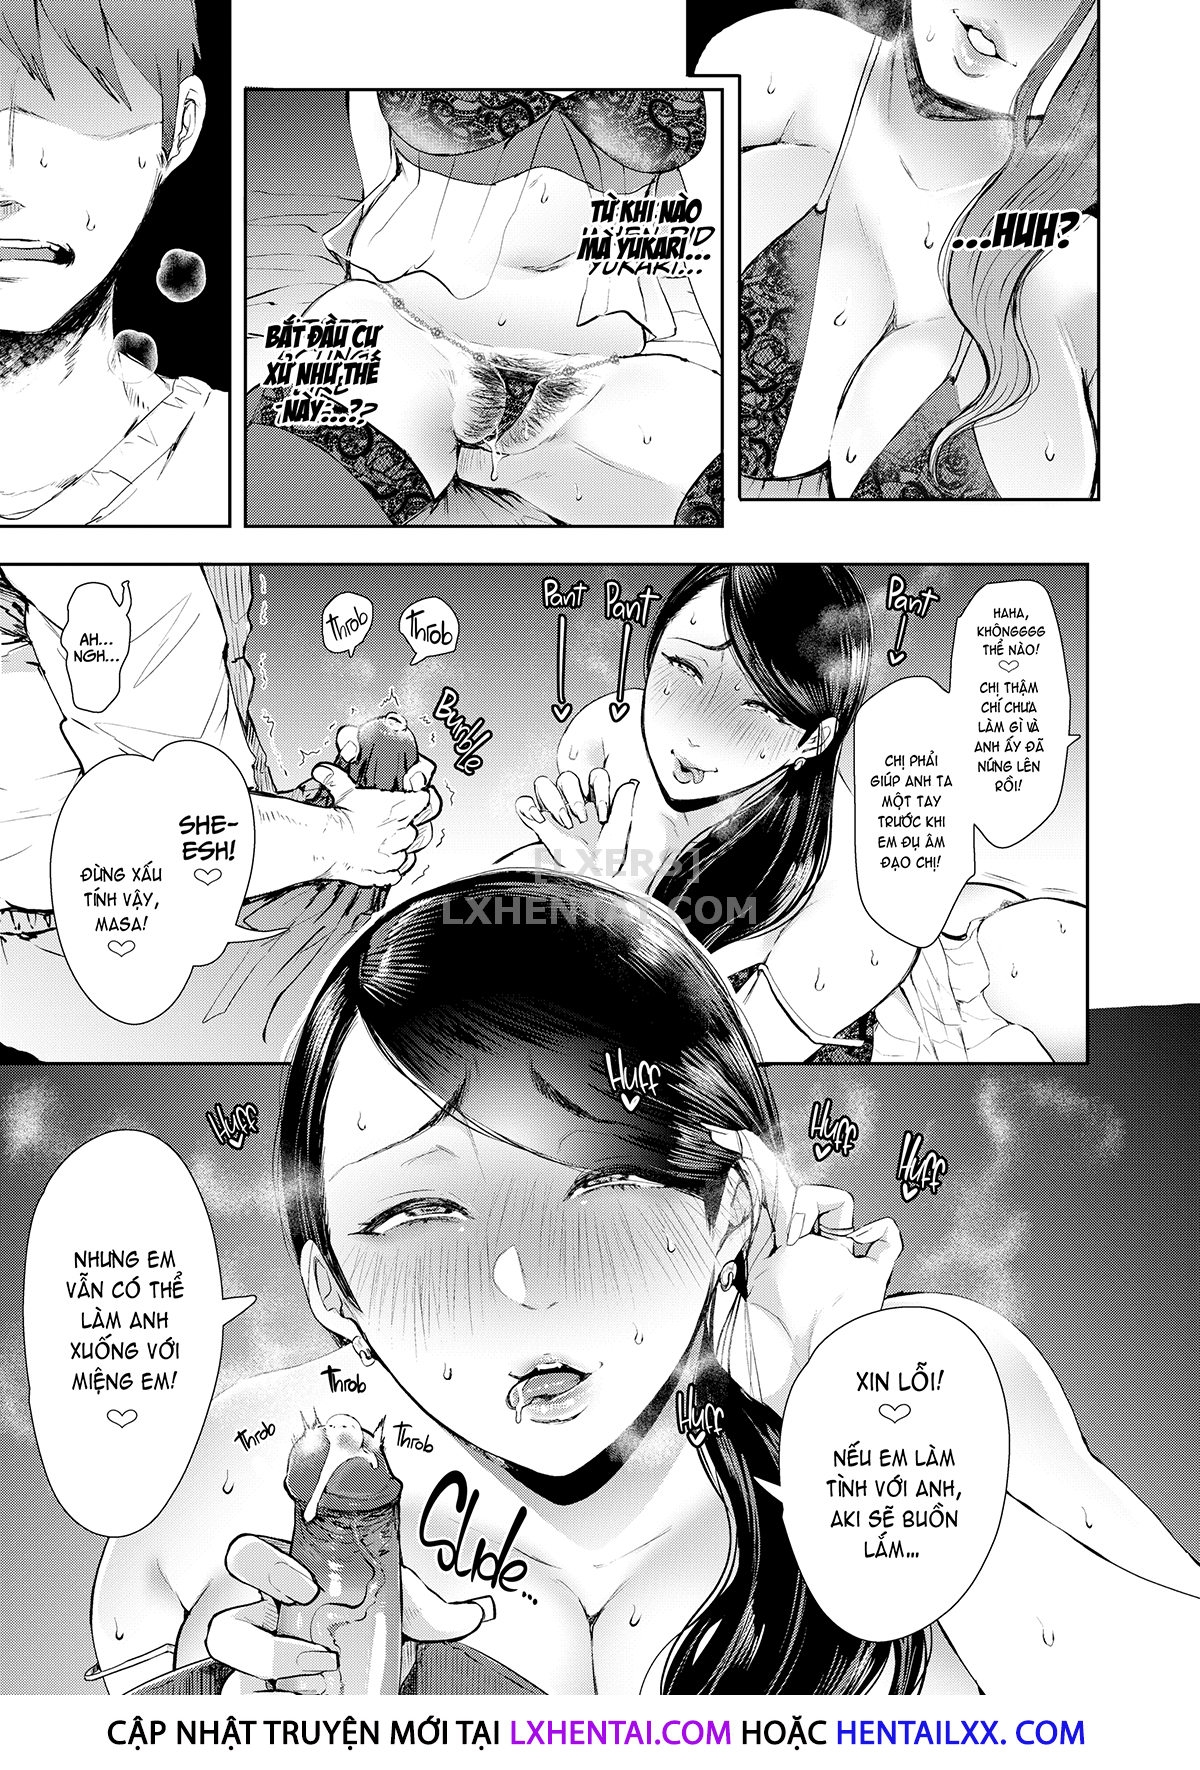 ...HUH?
TỪ KHI NÀO
MÀ YUKARI...
BẮT ĐẦU CƯ
XỬ NHƯ THẾ
NÀY...?
HAHA,
KHÔNGGGG
THỂ NÀO!
♡
CHỊ THẬM
CHÍ CHƯA
LÀM GÌ VÀ
ANH ẤY ĐÃ
NỨNG LÊN
RỒI!
CHỊ PHẢI
GIÚP ANH TA
MỘT TAY
TRƯỚC KHI
EM ĐỤ ÂM
ĐẠO CHỊ!
Pant
Pant
Pant
Throb
Throb
Burble
AH...
NGH...
SHE-
ESH!
♡
ĐỪNG XẤU
TÍNH VẬY,
MASA!
♡
[LXERS]
LXHENTAI.COM
Huff
Huff
Huff
Huff
Huff
XIN LỖI!
♡
NẾU EM LÀM
TÌNH VỚI ANH,
AKI SẼ BUỒN
LẮM...
NHƯNG EM
VẪN CÓ THỂ
LÀM ANH
XUỐNG VỚI
MIỆNG EM!
♡
Throb
Throb
Throb
Slide...
CẬP NHẬT TRUYỆN MỚI TẠI LXHENTAI.COM HOẶC HENTAILXX. COM